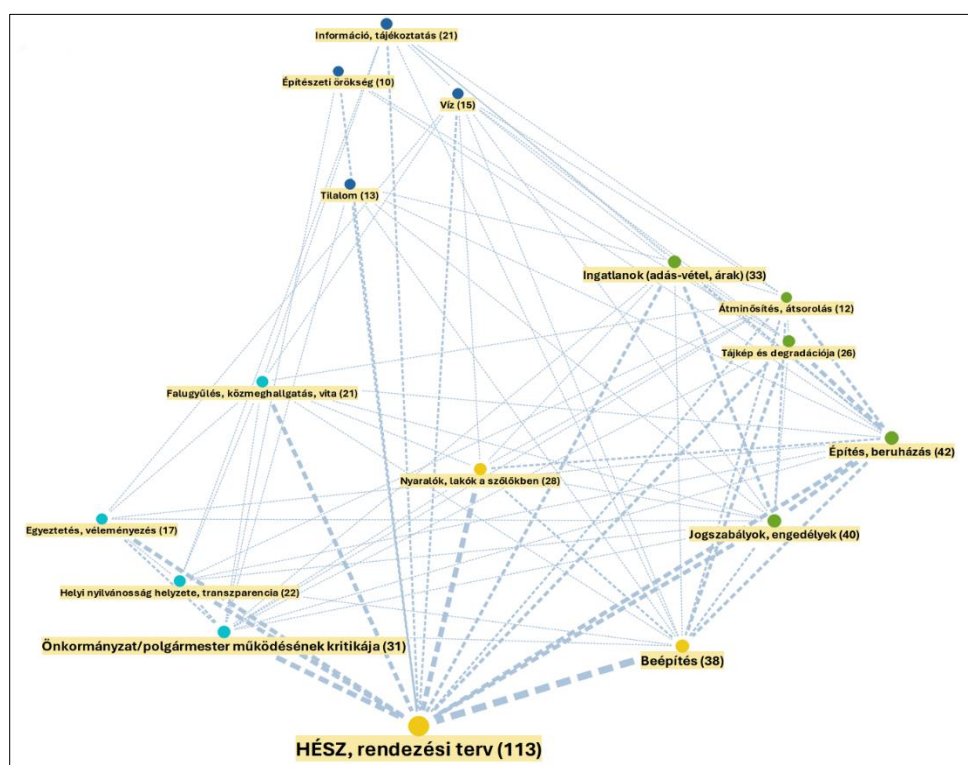 Információ, tájékoztatás (21)
Építészeti örökség (10)
Víz (15)
Tilalom (13)
Ingatlanok (adás-vétel, árak) (33)
Átminősítés, átsorolás (12)
Tájkép és degradációja (26)
Falugyűlés, közmeghallgatás, vita (21)
Építés, beruházás (42)
Nyaralók, lakók a szőlőkben (28)
Egyeztetés, véleményezés (17)
Jogszabályok, engedélyek (40)
Helyi nyilvánosság helyzete, transzparencia (22)
Önkormányzat/polgármester működésének kritikája (31)
Beépítés (38)
HÉSZ, rendezési terv (113)